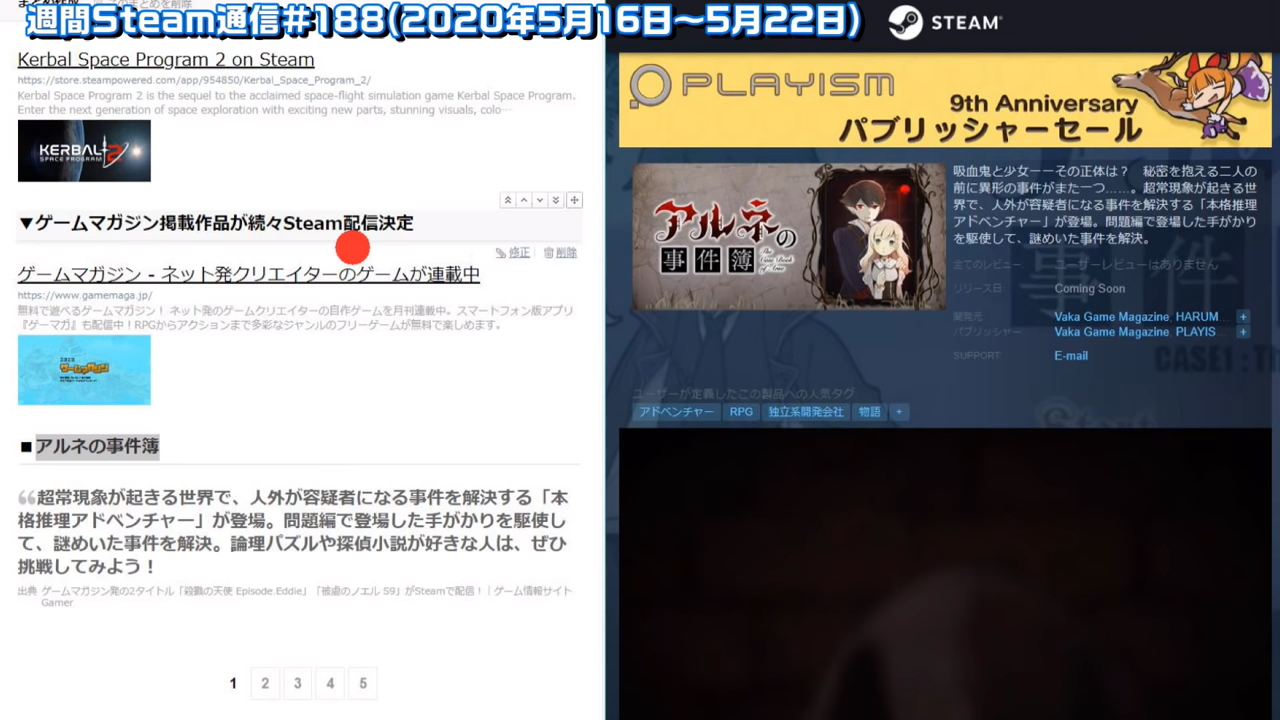 週間Steam通信#188(2020年5月16日～5月22日)
Kerbal Space Program 2 on Steam
https://store.steampowered.com/app/954850/Kerbal_Space_Program_2/
Kerbal Space Program 2 is the sequel to the acclaimed space-flight simulation game Kerbal Space Program.
Enter the next generation of space exploration with exciting new parts, stunning visuals, colo…
KERBAL 2
SPACE PROGRAM
▼ゲームマガジン掲載作品が続々Steam配信決定
修正 削除
ゲームマガジン - ネット発クリエイターのゲームが連載中
https://www.gamemaga.jp/
無料で遊べるゲームマガジン！ ネット発のゲームクリエイターの自作ゲームを月刊連載中。スマートフォン版アプリ
『ゲーマガ』も配信中！RPGからアクションまで多彩なジャンルのフリーゲームが無料で楽しめます。
ゲームマガジン
■アルネの事件簿
超常現象が起きる世界で、人外が容疑者になる事件を解決する「本
格推理アドベンチャー」が登場。問題編で登場した手がかりを駆使し
て、謎めいた事件を解決。論理パズルや探偵小説が好きな人は、ぜひ
挑戦してみよう！
出典 ゲームマガジン発の2タイトル「殺戮の天使 Episode.Eddie」「被虐のノエル S9」がSteamで配信！｜ゲーム情報サイト
Gamer
1 2 3 4 5
STEAM
PLAYISM
9th Anniversary
パブリッシャーセール
アルネの
事件簿
The Case Book of Arne
吸血鬼と少女ーーその正体は？ 秘密を抱える二人の
前に異形の事件がまた一つ……。超常現象が起きる世
界で、人外が容疑者になる事件を解決する「本格推理
アドベンチャー」が登場。問題編で登場した手がかり
を駆使して、謎めいた事件を解決。
全てのレビュー ユーザーレビューはありません
リリース日 Coming Soon
開発元 Vaka Game Magazine, HARUM... +
パブリッシャー Vaka Game Magazine, PLAYIS +
SUPPORT E-mail
ユーザーが定義したこの製品への人気タグ
アドベンチャー RPG 独立系開発会社 物語 +